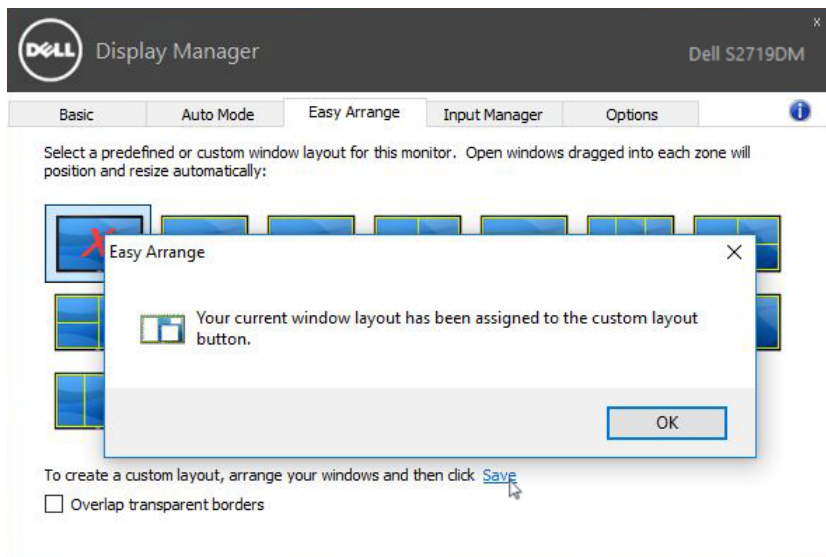 DELL
Display Manager
x
Dell S2719DM
Basic
Auto Mode
Easy Arrange
Input Manager
Options
i
Select a predefined or custom window layout for this monitor. Open windows dragged into each zone will
position and resize automatically:
X
Easy Arrange
Your current window layout has been assigned to the custom layout
button.
OK
To create a custom layout, arrange your windows and then click Save
Overlap transparent borders